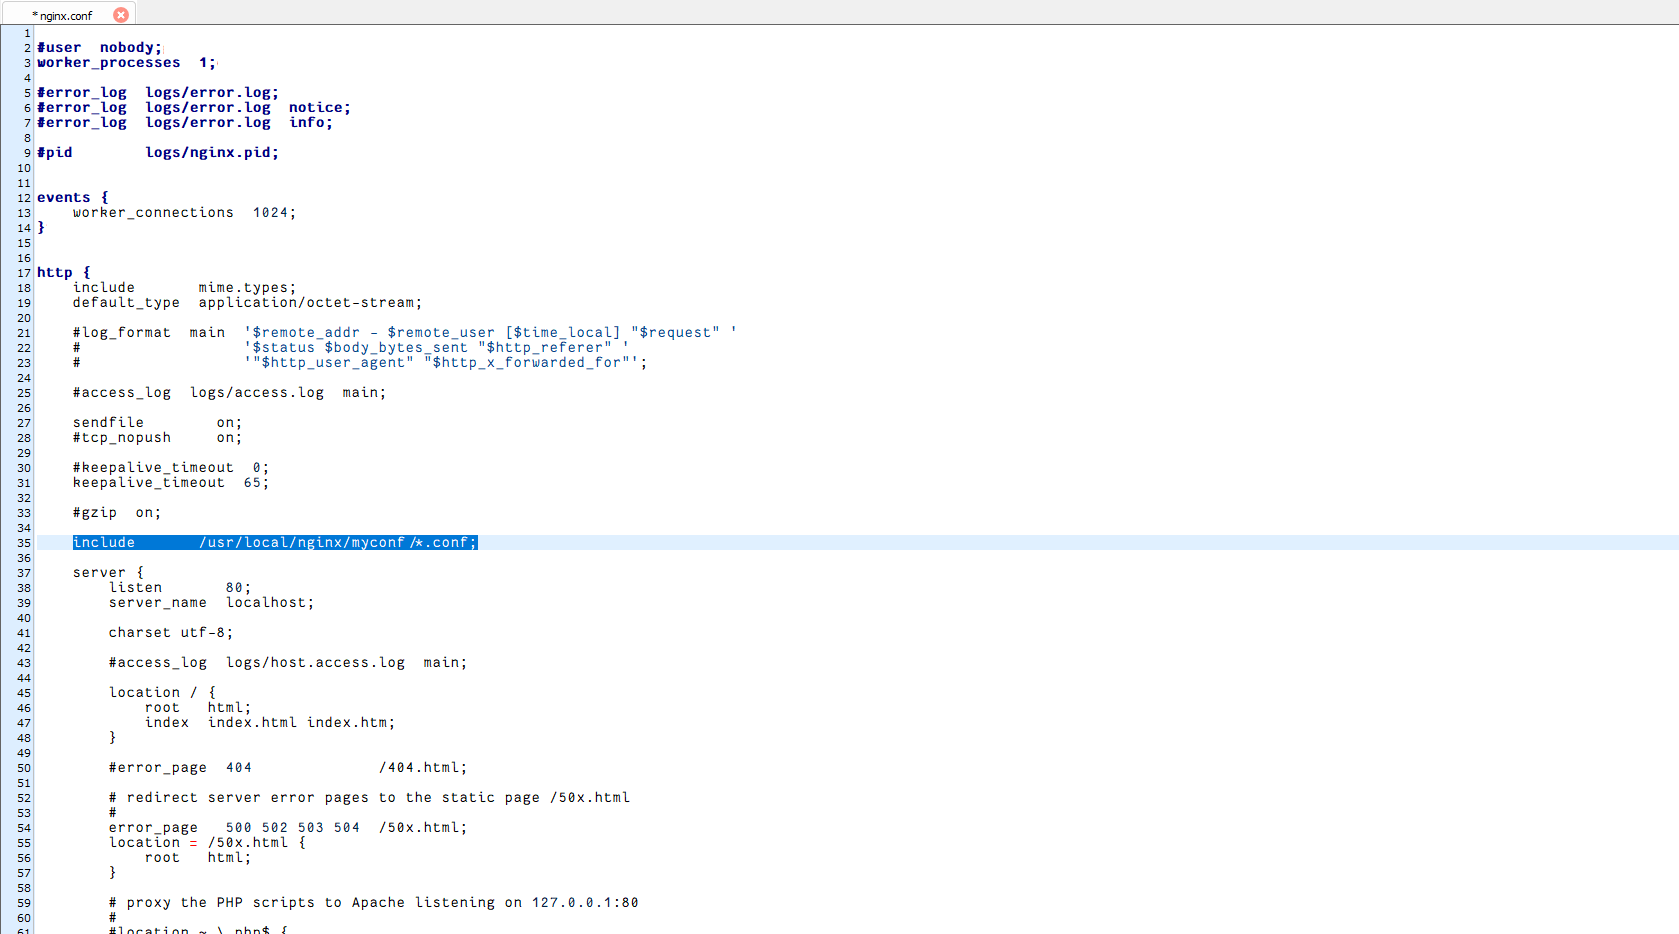 *nginx.conf
1
2 #user  nobody;
3 worker_processes  1;
4
5 #error_log  logs/error.log;
6 #error_log  logs/error.log  notice;
7 #error_log  logs/error.log  info;
8
9 #pid        logs/nginx.pid;
10
11
12 events {
13     worker_connections  1024;
14 }
15
16
17 http {
18     include       mime.types;
19     default_type  application/octet-stream;
20
21     #log_format  main  '$remote_addr - $remote_user [$time_local] "$request" '
22     #                  '$status $body_bytes_sent "$http_referer" '
23     #                  '"$http_user_agent" "$http_x_forwarded_for"';
24
25     #access_log  logs/access.log  main;
26
27     sendfile        on;
28     #tcp_nopush     on;
29
30     #keepalive_timeout  0;
31     keepalive_timeout  65;
32
33     #gzip  on;
34
35     include       /usr/local/nginx/myconf/*.conf;
36
37     server {
38         listen       80;
39         server_name  localhost;
40
41         charset utf-8;
42
43         #access_log  logs/host.access.log  main;
44
45         location / {
46             root   html;
47             index  index.html index.htm;
48         }
49
50         #error_page  404              /404.html;
51
52         # redirect server error pages to the static page /50x.html
53         #
54         error_page   500 502 503 504  /50x.html;
55         location = /50x.html {
56             root   html;
57         }
58
59         # proxy the PHP scripts to Apache listening on 127.0.0.1:80
60         #
61         #location ~ \.php$ {